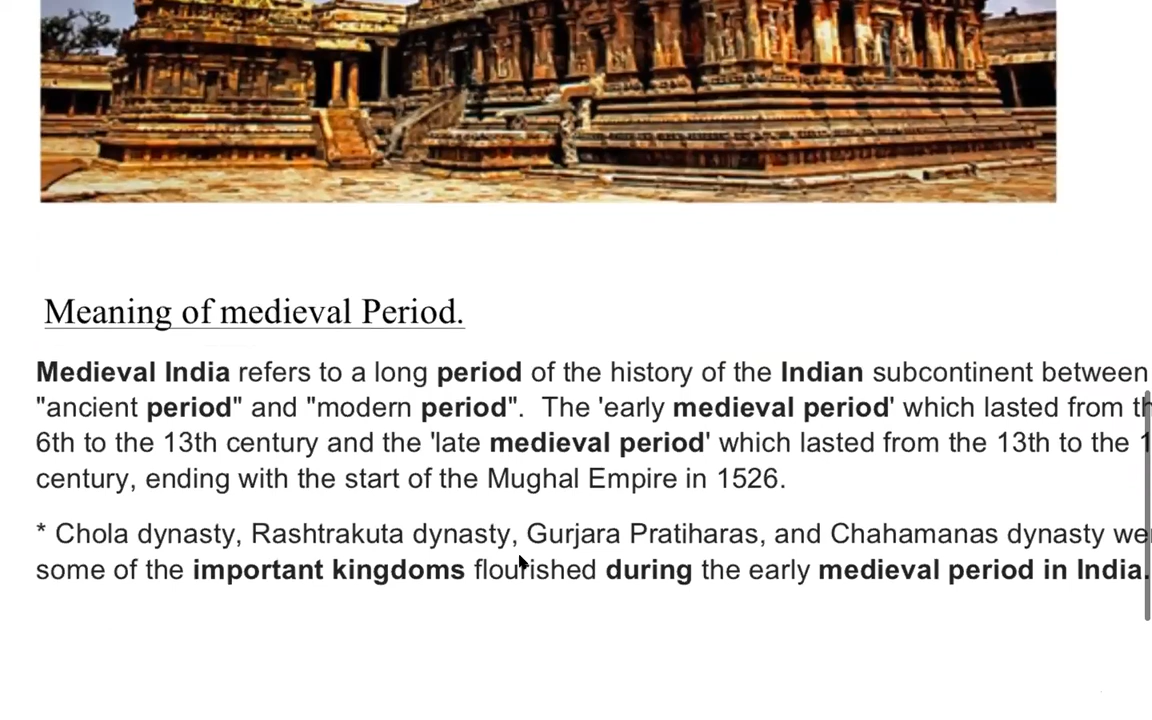 Meaning of medieval Period.
Medieval India refers to a long period of the history of the Indian subcontinent between
"ancient period" and "modern period".  The 'early medieval period' which lasted from
6th to the 13th century and the 'late medieval period' which lasted from the 13th to the
century, ending with the start of the Mughal Empire in 1526.
* Chola dynasty, Rashtrakuta dynasty, Gurjara Pratiharas, and Chahamanas dynasty
some of the important kingdoms flourished during the early medieval period in India.